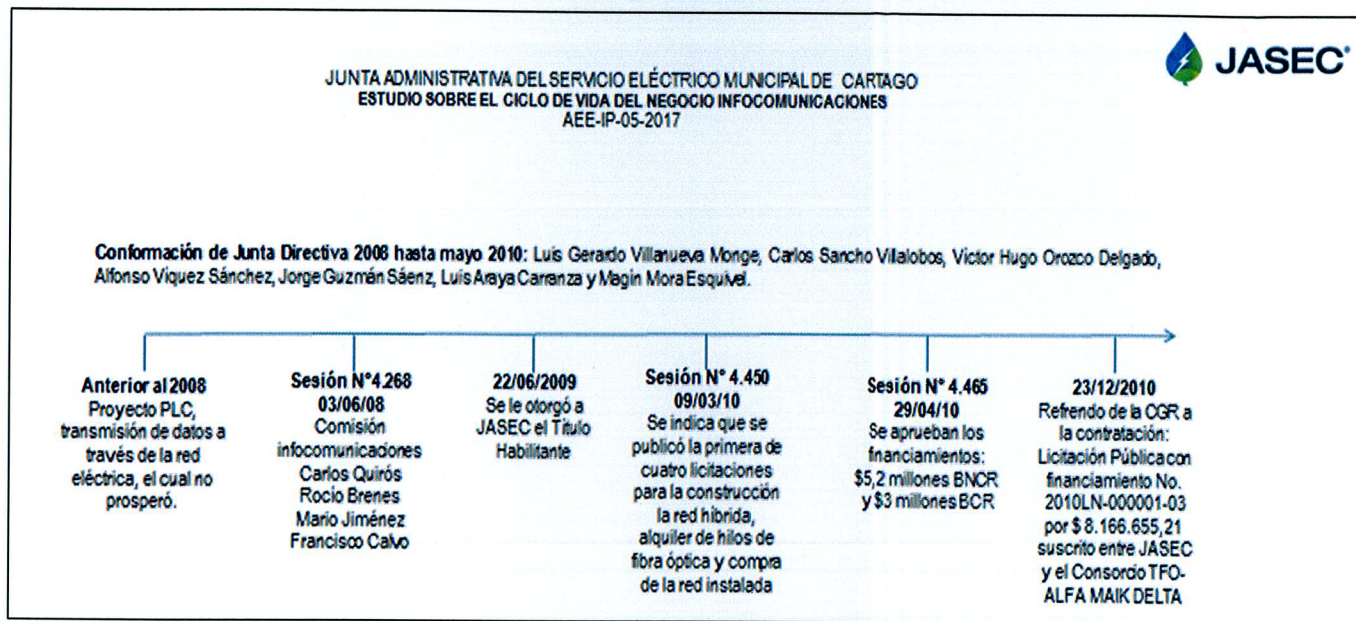 JASEC®
JUNTA ADMINISTRATIVA DEL SERVICIO ELÉCTRICO MUNICIPAL DE CARTAGO
ESTUDIO SOBRE EL CICLO DE VIDA DEL NEGOCIO INFOCOMUNICACIONES
AEE-IP-05-2017
Conformación de Junta Directiva 2008 hasta mayo 2010: Luis Gerardo Villanueva Monge, Carlos Sancho Villalobos, Víctor Hugo Orozco Delgado,
Alfonso Víquez Sánchez, Jorge Guzmán Sáenz, Luis Araya Carranza y Magin Mora Esquivel.
Anterior al 2008
Proyecto PLC,
transmisión de datos a
través de la red
eléctrica, el cual no
prosperó.
Sesión N°4.268
03/06/08
Comisión
infocomunicaciones
Carlos Quirós
Rocío Brenes
Mario Jiménez
Francisco Calvo
22/06/2009
Se le otorgó a
JASEC el Título
Habilitante
Sesión N° 4.450
09/03/10
Se indica que se
publicó la primera de
cuatro licitaciones
para la construcción
la red híbrida,
alquiler de hilos de
fibra óptica y compra
de la red instalada
Sesión N° 4.465
29/04/10
Se aprueban los
financiamientos:
$5,2 millones BNCR
y $3 millones BCR
23/12/2010
Refrendo de la CGR a
la contratación:
Licitación Pública con
financiamiento No.
2010LN-000001-03
por $ 8.166.655,21
suscrito entre JASEC
y el Consorcio TFO-
ALFA MAIK DELTA